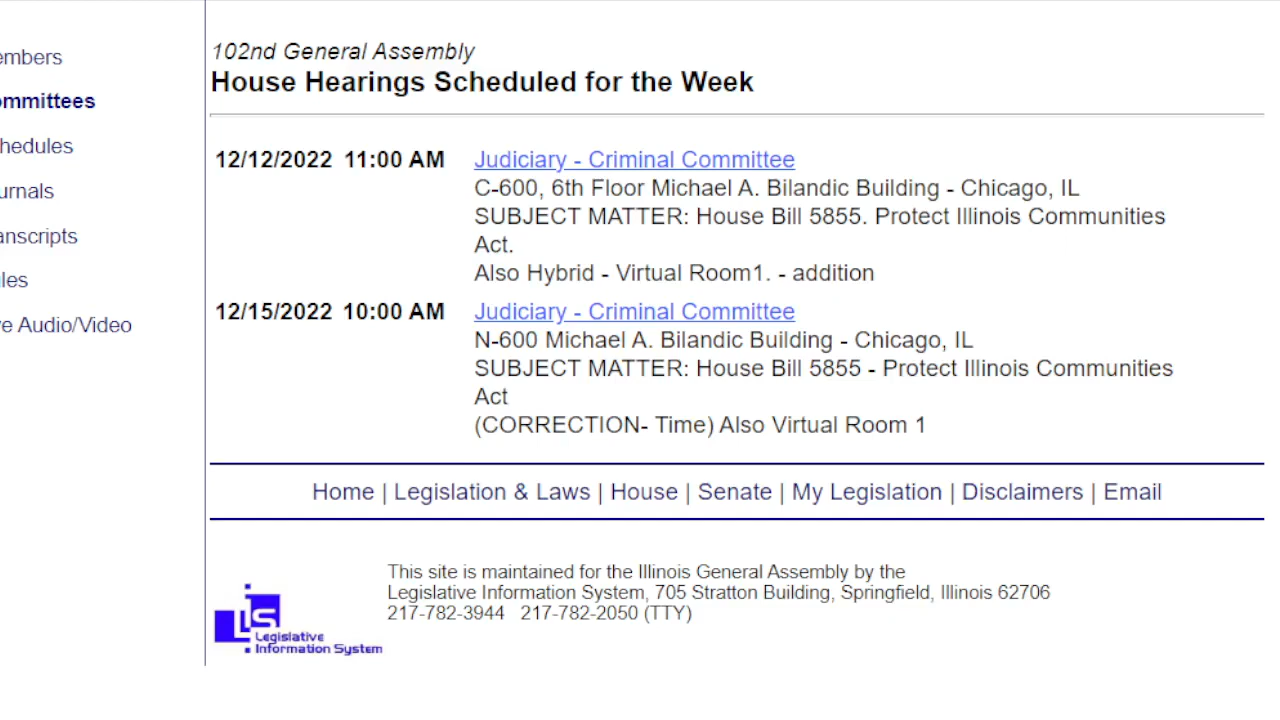 102nd General Assembly
House Hearings Scheduled for the Week
embers
ommittees
hedules
urnals
anscripts
les
e Audio/Video
12/12/2022 11:00 AM Judiciary - Criminal Committee
C-600, 6th Floor Michael A. Bilandic Building - Chicago, IL
SUBJECT MATTER: House Bill 5855. Protect Illinois Communities
Act.
Also Hybrid - Virtual Room1. - addition
12/15/2022 10:00 AM Judiciary - Criminal Committee
N-600 Michael A. Bilandic Building - Chicago, IL
SUBJECT MATTER: House Bill 5855 - Protect Illinois Communities
Act
(CORRECTION- Time) Also Virtual Room 1
Home | Legislation & Laws | House | Senate | My Legislation | Disclaimers | Email
This site is maintained for the Illinois General Assembly by the
Legislative Information System, 705 Stratton Building, Springfield, Illinois 62706
217-782-3944 217-782-2050 (TTY)
LIS
Legislative
Information System